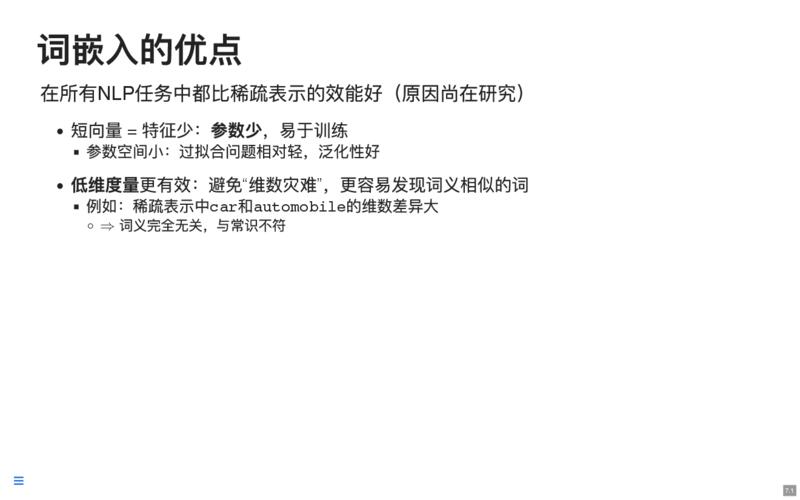 词嵌入的优点
在所有NLP任务中都比稀疏表示的效能好（原因尚在研究）
• 短向量 = 特征少：参数少，易于训练
▪ 参数空间小：过拟合问题相对轻，泛化性好
• 低维度量更有效：避免“维数灾难”，更容易发现词义相似的词
▪ 例如：稀疏表示中car和automobile的维数差异大
○ ⇒ 词义完全无关，与常识不符
7.1